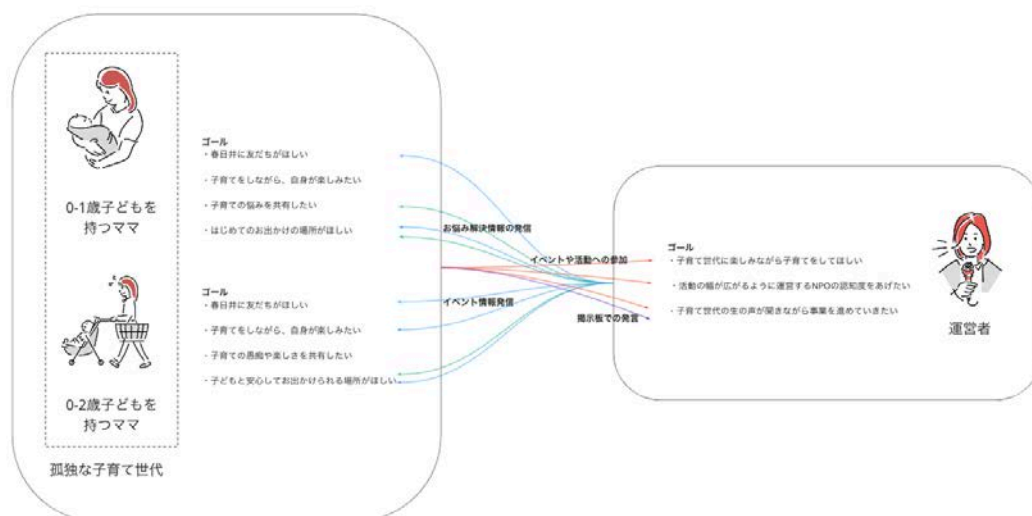 0-1歳子どもを
持つママ
ゴール
・春日井に友だちがほしい
・子育てをしながら、自身が楽しみたい
・子育ての悩みを共有したい
・はじめてのお出かけの場所がほしい
0-2歳子どもを
持つママ
ゴール
・春日井に友だちがほしい
・子育てをしながら、自身が楽しみたい
・子育ての愚痴や楽しさを共有したい
・子どもと安心してお出かけられる場所がほしい
孤独な子育て世代
お悩み解決情報の発信
イベントや活動への参加
イベント情報発信
掲示板での発言
ゴール
・子育て世代に楽しみながら子育てをしてほしい
・活動の幅が広がるように運営するNPOの認知度をあげたい
・子育て世代の生の声が聞きながら事業を進めていきたい
運営者